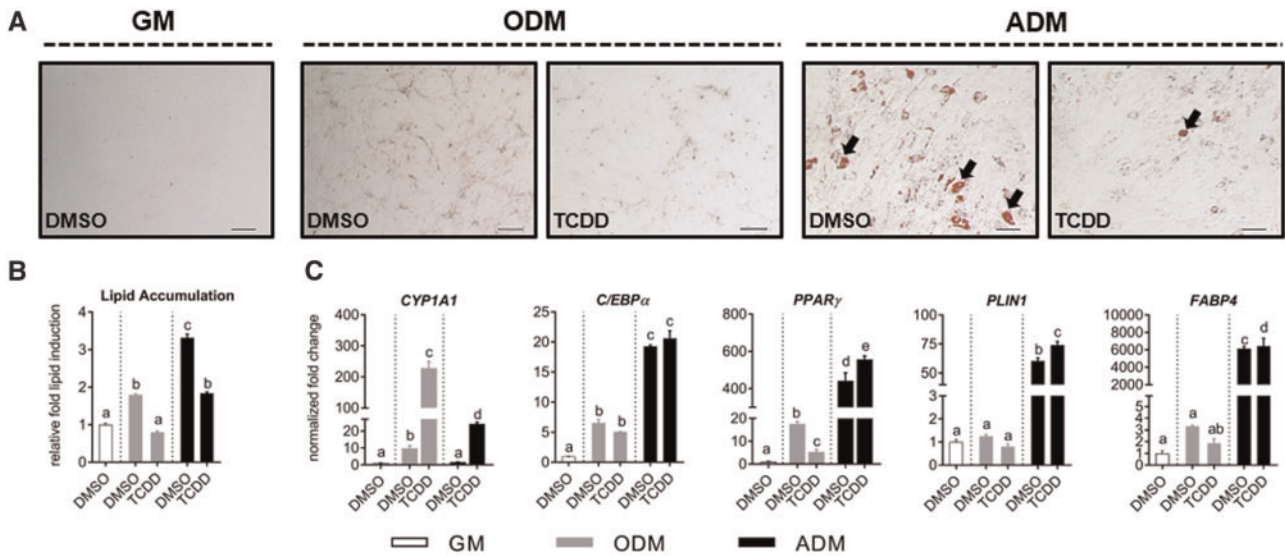 A
GM
ODM
ADM
DMSO
DMSO
TCDD
DMSO
TCDD
B
Lipid Accumulation
relative fold lipid induction
4
3
2
1
0
a
b
a
c
b
DMSO
DMSO
TCDD
DMSO
TCDD
C
CYP1A1
normalized fold change
400
300
200
100
20
10
0
a
b
c
a
d
DMSO
DMSO
TCDD
DMSO
TCDD
C/EBPα
25
20
15
10
5
0
a
b
b
c
c
DMSO
DMSO
TCDD
DMSO
TCDD
PPARγ
800
600
400
20
10
0
a
b
c
d
e
DMSO
DMSO
TCDD
DMSO
TCDD
PLIN1
100
75
50
25
3
2
1
0
a
a
a
b
c
DMSO
DMSO
TCDD
DMSO
TCDD
FABP4
10000
8000
6000
4000
2000
5
4
3
2
1
0
a
a
ab
c
d
DMSO
DMSO
TCDD
DMSO
TCDD
GM
ODM
ADM